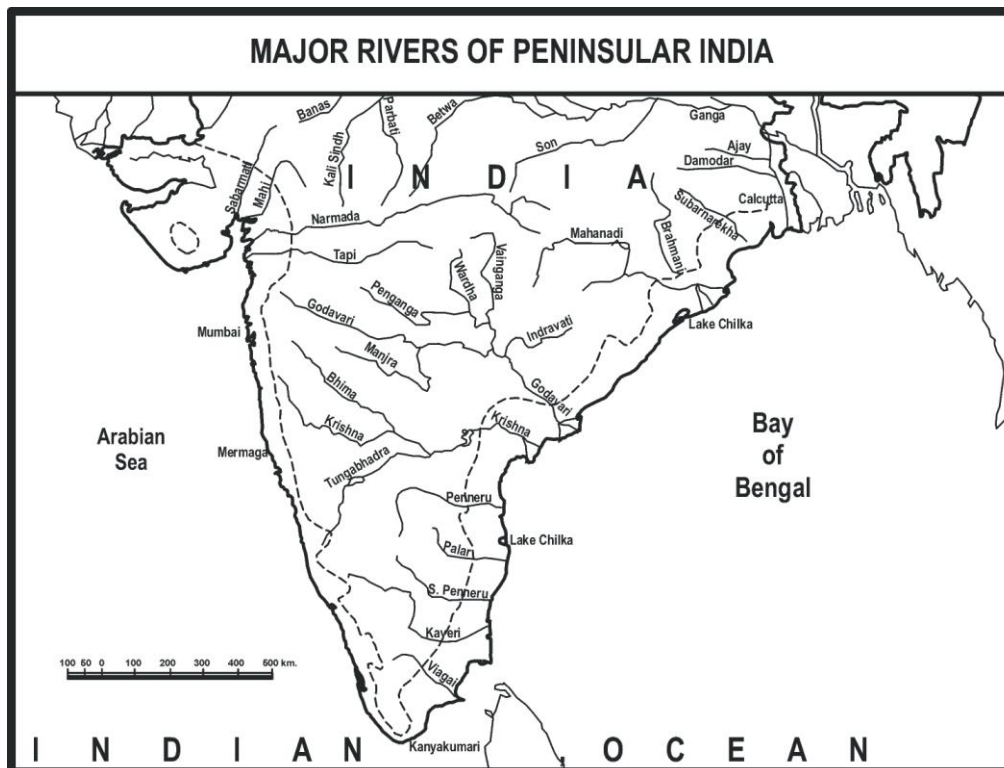 MAJOR RIVERS OF PENINSULAR INDIA
Banas
Parbati
Betwa
Ganga
Kali Sindh
Son
Ajay
Damodar
Sabarmati
Mahi
I N D I A
Calcutta
Subarnarekha
Narmada
Mahanadi
Brahmani
Tapi
Vainganga
Wardha
Penganga
Godavari
Mumbai
Indravati
Lake Chilka
Manjra
Bhima
Godavari
Krishna
Krishna
Arabian
Sea
Bay
of
Bengal
Mermaga
Tungabhadra
Penneru
Lake Chilka
Palar
S. Penneru
Kaveri
Viagai
100 50 0 100 200 300 400 500 km.
Kanyakumari
I N D I A N O C E A N